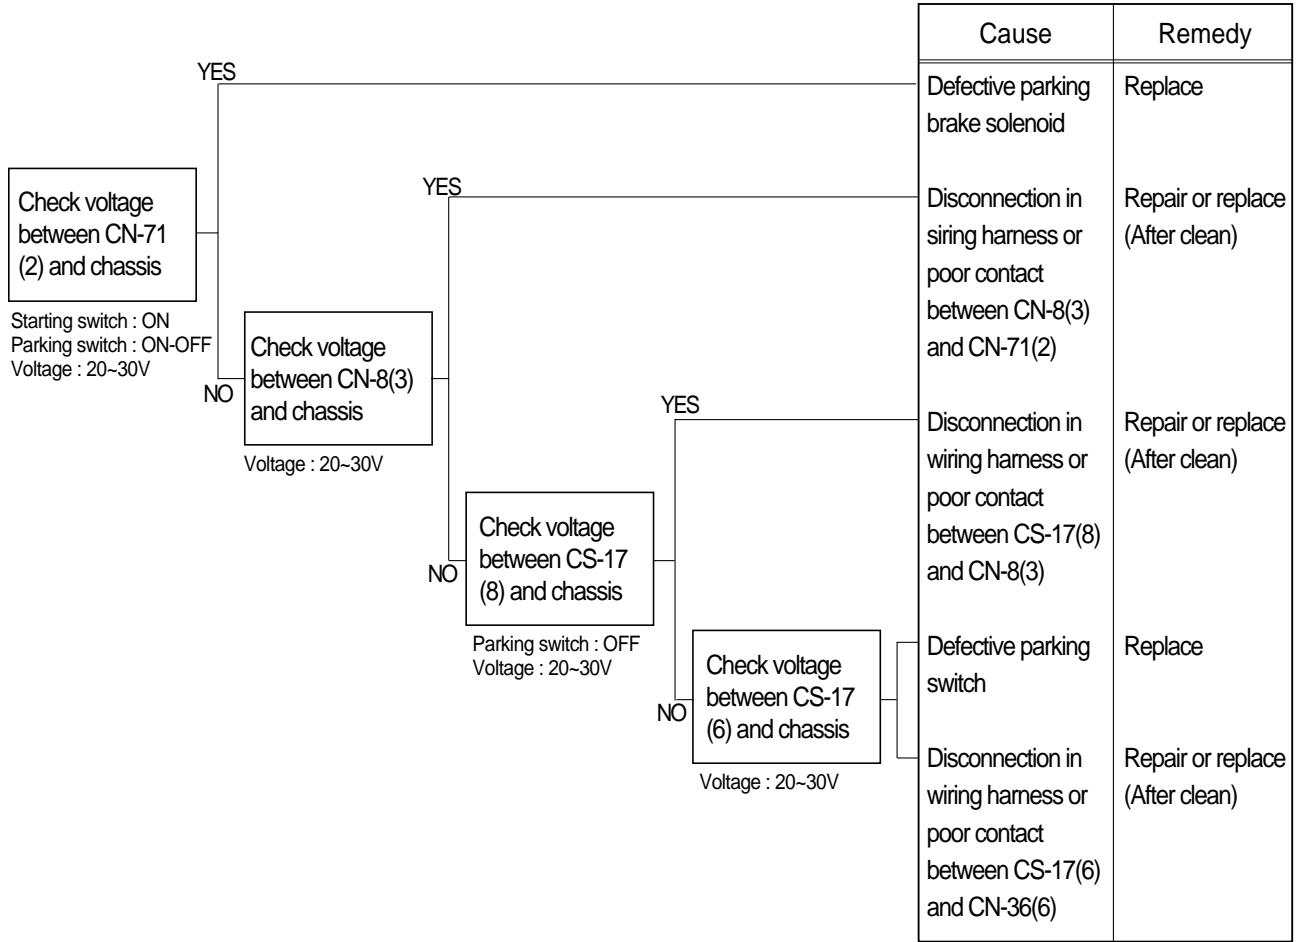 Cause
Remedy
YES
Defective parking
brake solenoid
Replace
Check voltage
between CN-71
(2) and chassis
Starting switch : ON
Parking switch : ON-OFF
Voltage : 20~30V
YES
Disconnection in
siring harness or
poor contact
between CN-8(3)
and CN-71(2)
Repair or replace
(After clean)
NO
Check voltage
between CN-8(3)
and chassis
Voltage : 20~30V
YES
Disconnection in
wiring harness or
poor contact
between CS-17(8)
and CN-8(3)
Repair or replace
(After clean)
NO
Check voltage
between CS-17
(8) and chassis
Parking switch : OFF
Voltage : 20~30V
NO
Check voltage
between CS-17
(6) and chassis
Voltage : 20~30V
Defective parking
switch
Replace
Disconnection in
wiring harness or
poor contact
between CS-17(6)
and CN-36(6)
Repair or replace
(After clean)